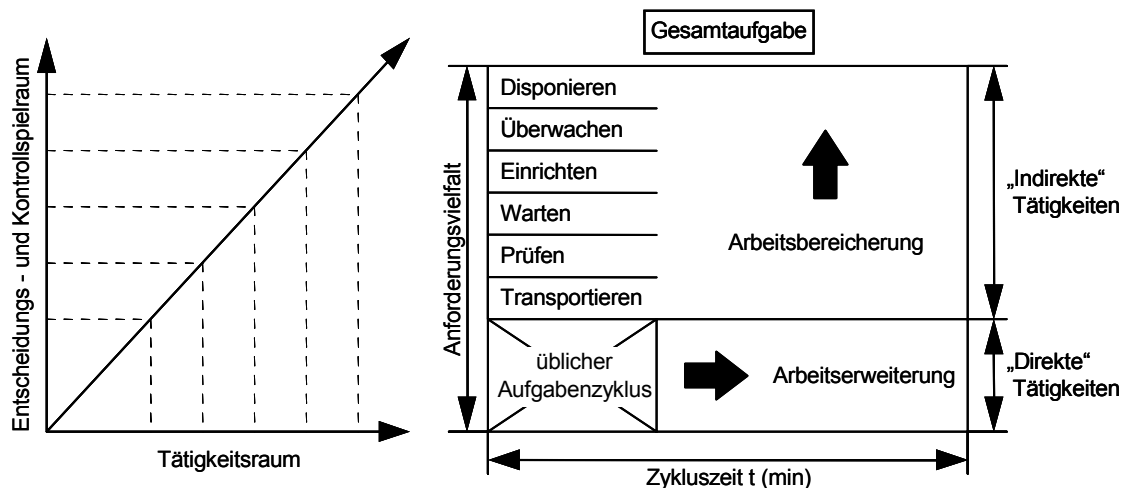 Entscheidungs - und Kontrollspielraum
Tätigkeitsraum
Gesamtaufgabe
Anforderungsvielfalt
Disponieren
Überwachen
Einrichten
Warten
Prüfen
Transportieren
Arbeitsbereicherung
„Indirekte“
Tätigkeiten
üblicher
Aufgabenzyklus
Arbeitserweiterung
„Direkte“
Tätigkeiten
Zykluszeit t (min)